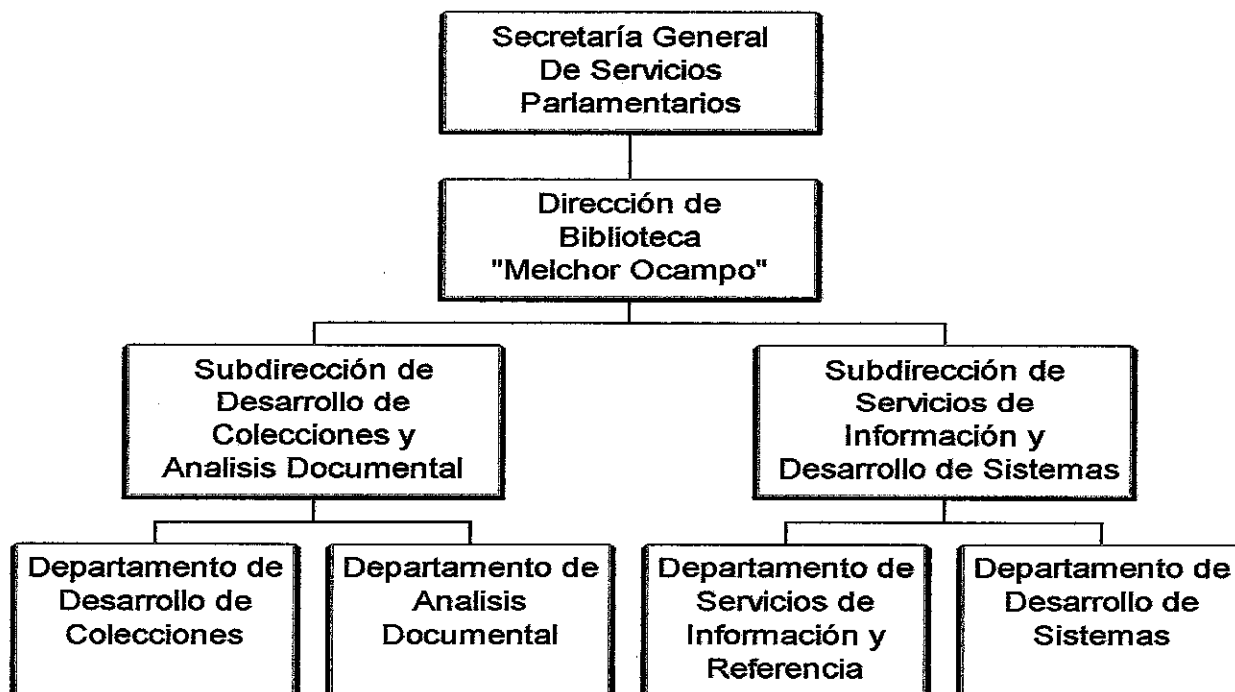 Secretaría General
De Servicios
Parlamentarios
Dirección de
Biblioteca
"Melchor Ocampo"
Subdirección de
Desarrollo de
Colecciones y
Analisis Documental
Subdirección de
Servicios de
Información y
Desarrollo de Sistemas
Departamento de
Desarrollo de
Colecciones
Departamento de
Analisis
Documental
Departamento de
Servicios de
Información y
Referencia
Departamento de
Desarrollo de
Sistemas